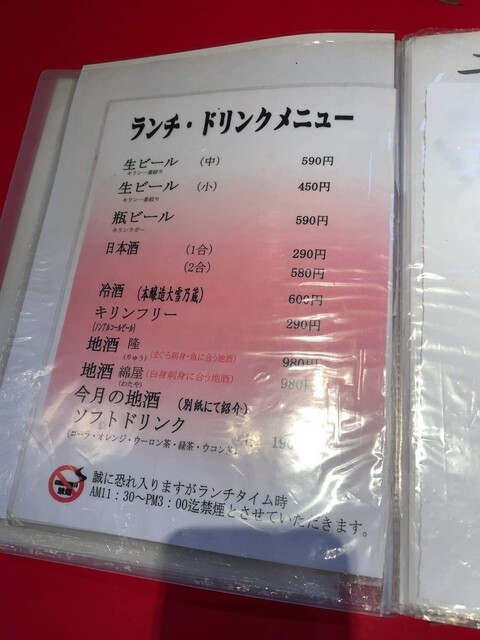 ランチ・ドリンクメニュー
生ビール (中) 590円
キリン一番絞り
生ビール (小) 450円
キリン一番絞り
瓶ビール 590円
キリンラガー
日本酒 (1合) 290円
(2合) 580円
冷酒 (本醸造大雪乃蔵) 600円
キリンフリー 290円
(ノンアルコールビール)
地酒 隆 (まぐろ刺身・魚に合う地酒) 980円
(りゅう)
地酒 綿屋 (白身刺身に合う地酒) 980円
(わたや)
今月の地酒 (別紙にて紹介)
ソフトドリンク 190
(コーラ・オレンジ・ウーロン茶・緑茶・ウコン茶)
誠に恐れ入りますがランチタイム時
AM11:30〜PM3:00迄禁煙とさせていただきます。